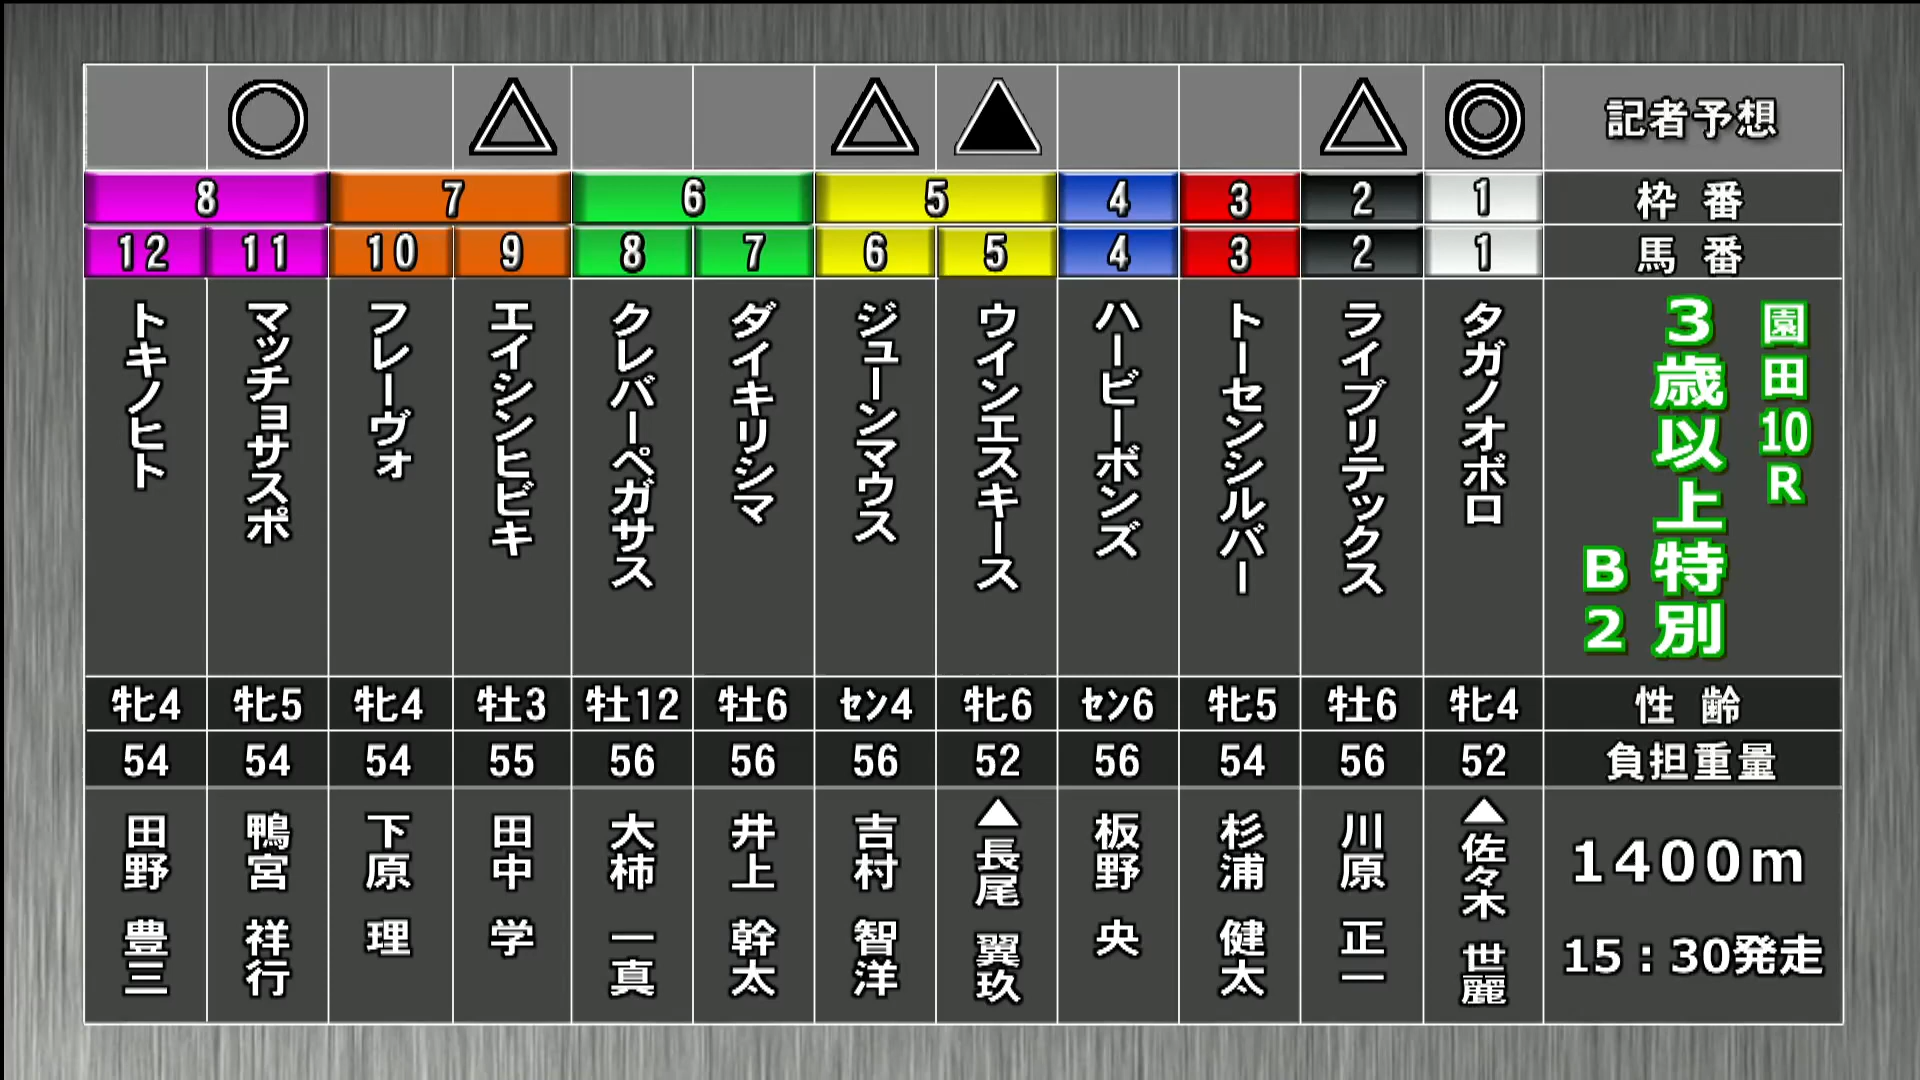 園田10R
3歳以上特別
B2
1400m
15：30発走
記者予想 ◎ △ ▲ △ △ ○
枠番 1 2 3 4 5 6 7 8
馬番 1 2 3 4 5 6 7 8 9 10 11 12
タガノオボロ
ライブリテックス
トーセンシルバー
ハービーボンズ
ウインエスキース
ジューンマウス
ダイキリシマ
クレバーペガサス
エイシンヒビキ
フレーヴォ
マッチョサスポ
トキノヒト
性齢 牝4 牡6 牝5 セン6 牝6 セン4 牡6 牡12 牡3 牝4 牝5 牝4
負担重量 52 56 54 56 52 56 56 56 55 54 54 54
▲佐々木 世麗
川原 正一
杉浦 健太
板野 央
▲長尾 翼玖
吉村 智洋
井上 幹太
大柿 一真
田中 学
下原 理
鴨宮 祥行
田野 豊三